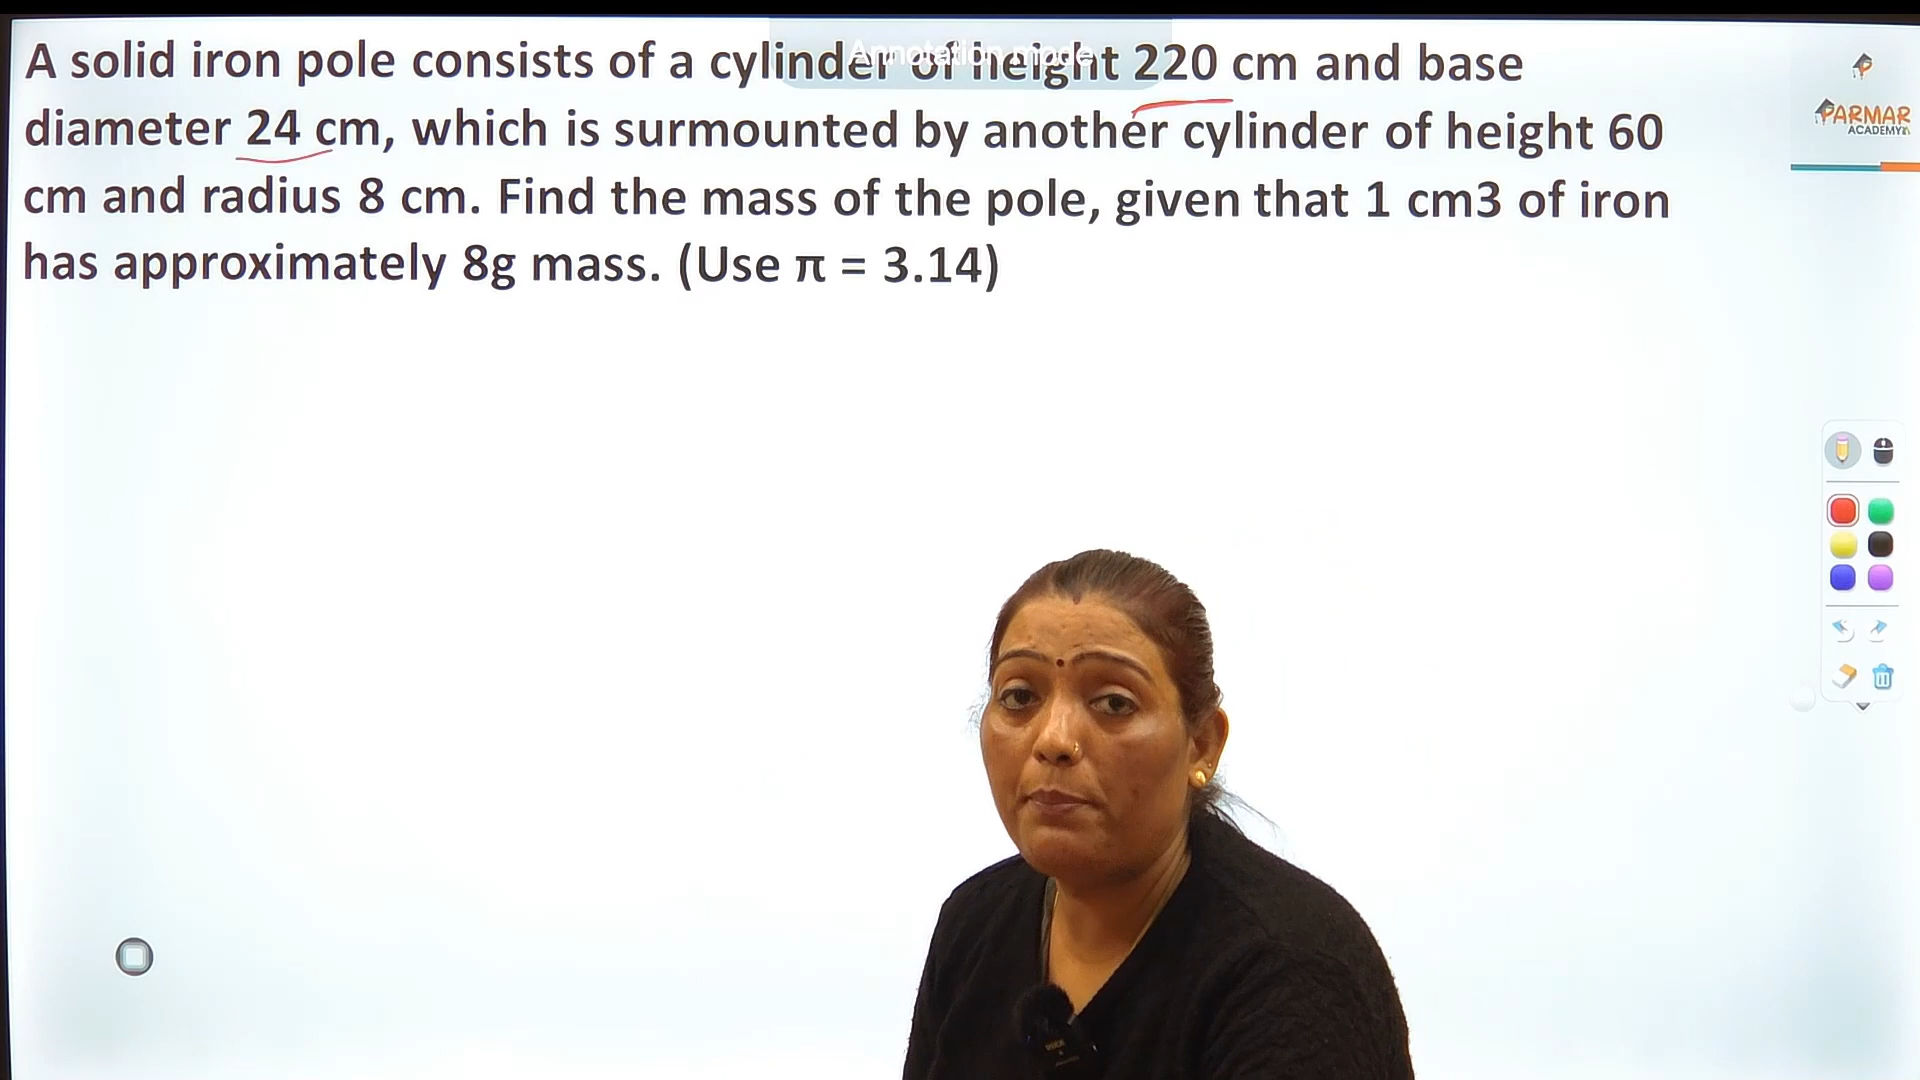 A solid iron pole consists of a cylinder of height 220 cm and base
diameter 24 cm, which is surmounted by another cylinder of height 60
cm and radius 8 cm. Find the mass of the pole, given that 1 cm3 of iron
has approximately 8g mass. (Use π = 3.14)
Annotation mode
PARMAR
ACADEMY